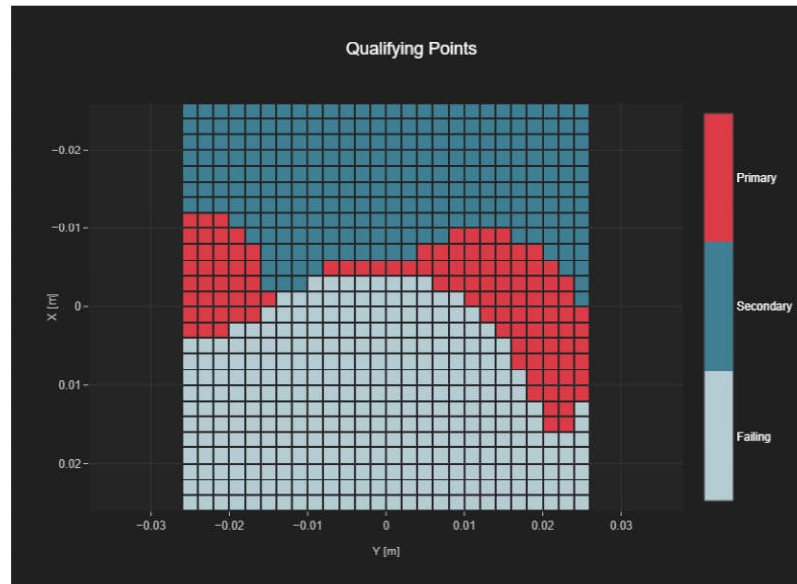 Qualifying Points
−0.02
−0.01
0
0.01
0.02
X [m]
−0.03
−0.02
−0.01
0
0.01
0.02
0.03
Y [m]
Primary
Secondary
Failing